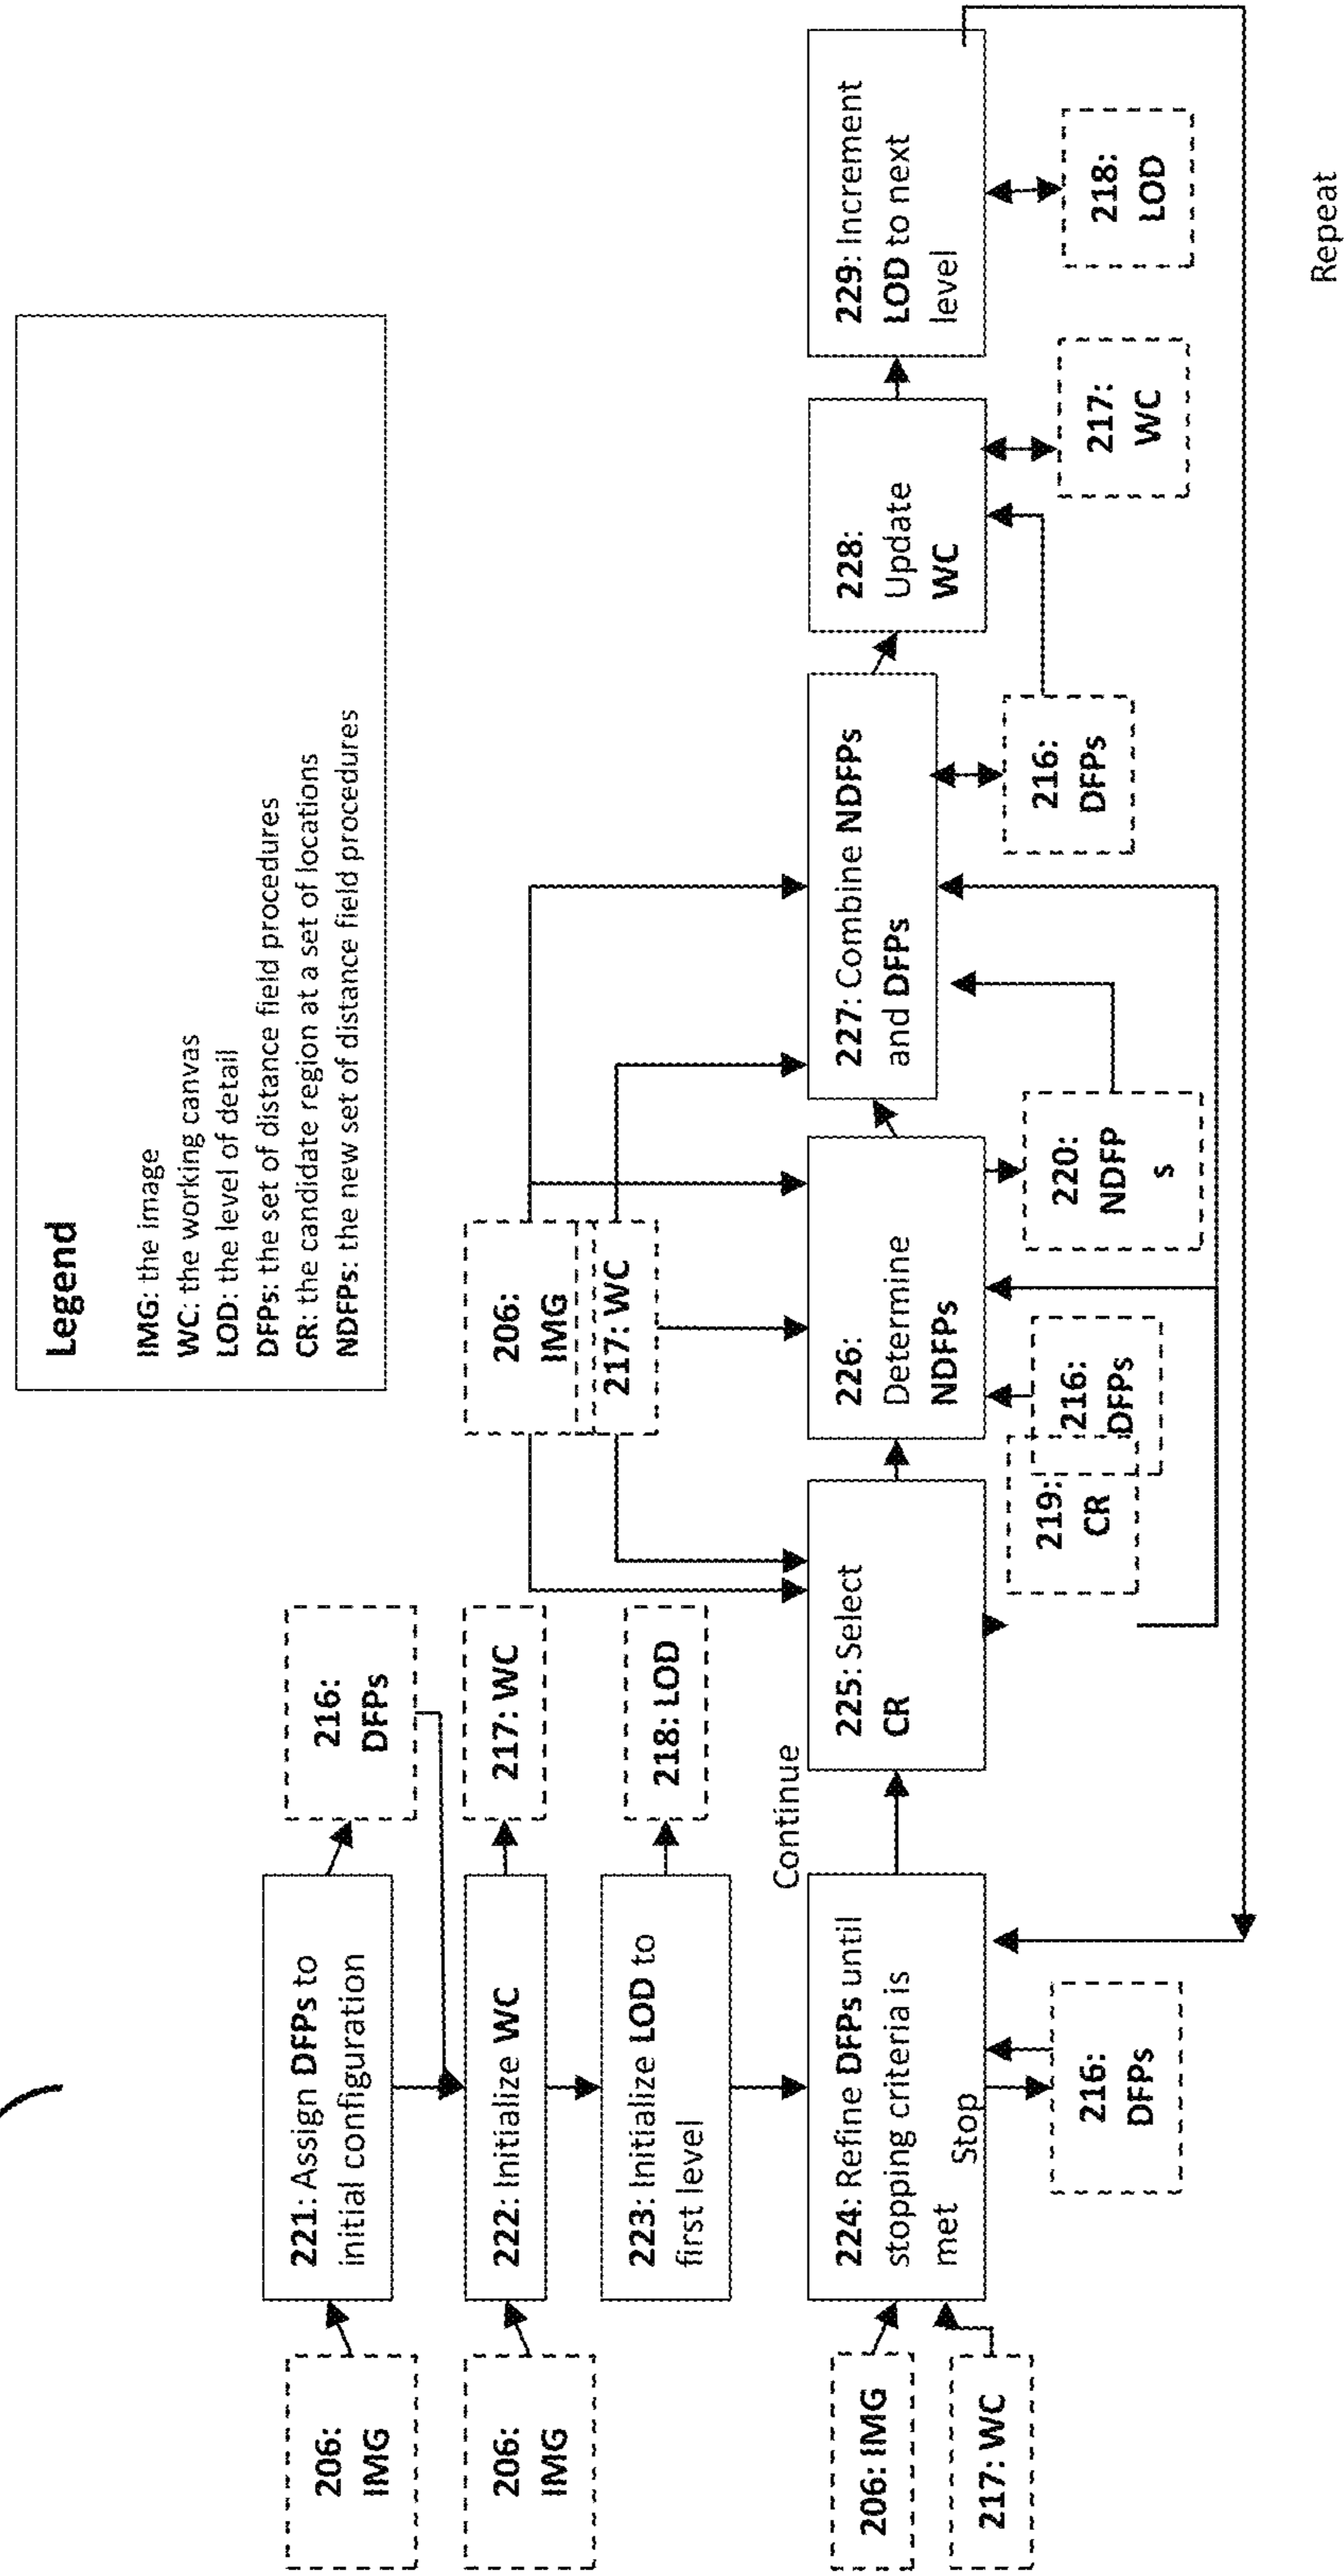 Legend
IMG: the image
WC: the working canvas
LOD: the level of detail
DFPs: the set of distance field procedures
CR: the candidate region at a set of locations
NDFPs: the new set of distance field procedures
206:
IMG
221: Assign DFPs to
initial configuration
216:
DFPs
206:
IMG
222: Initialize WC
217: WC
223: Initialize LOD to
first level
218: LOD
206: IMG
217: WC
224: Refine DFPs until
stopping criteria is
met
Stop
216:
DFPs
Continue
225: Select
CR
206:
IMG
217: WC
219:
CR
226:
Determine
NDFPs
216:
DFPs
220:
NDFP
s
227: Combine NDFPs
and DFPs
216:
DFPs
228:
Update
WC
217:
WC
229: Increment
LOD to next
level
218:
LOD
Repeat